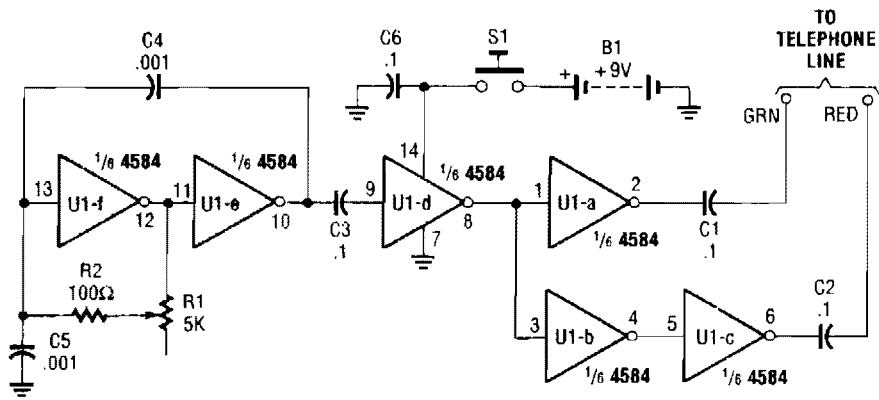 TO
TELEPHONE
LINE
C4
.001
C6
.1
S1
B1
+ +9V
GRN
RED
1/6 4584
1/6 4584
14
1/6 4584
13
U1-f
12
11
U1-e
10
C3
.1
9
U1-d
8
7
1
U1-a
2
1/6 4584
C1
.1
R2
100Ω
R1
5K
C5
.001
3
U1-b
4
1/6 4584
5
U1-c
6
1/6 4584
C2
.1